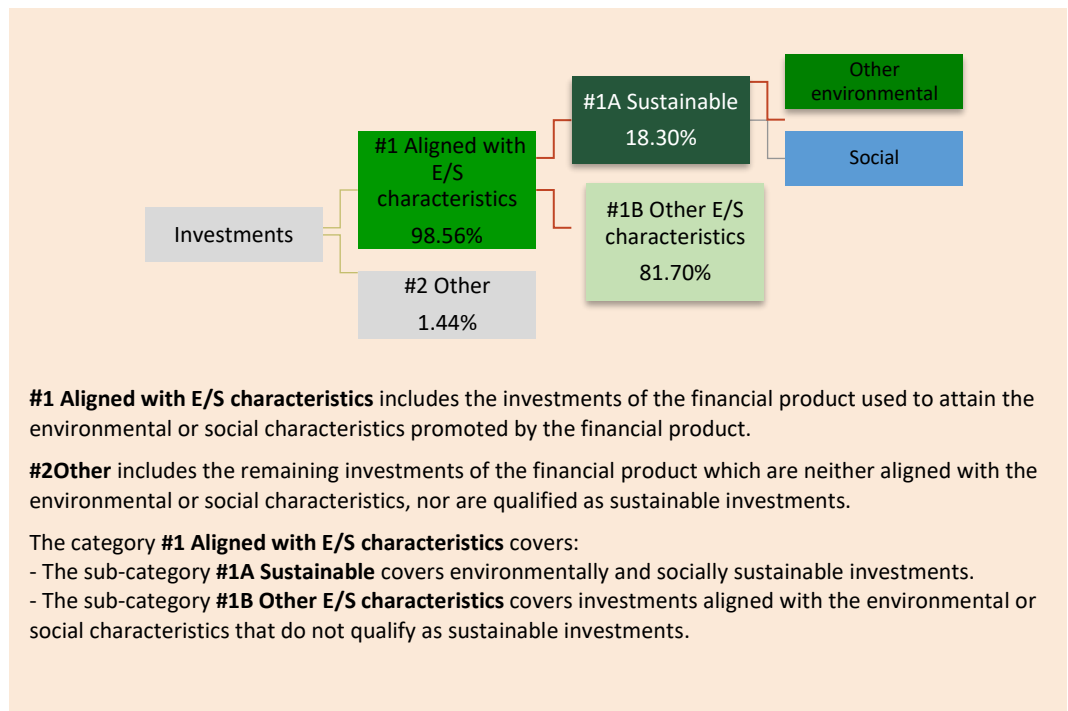 Investments
#1 Aligned with
E/S
characteristics
98.56%
#2 Other
1.44%
#1A Sustainable
18.30%
#1B Other E/S
characteristics
81.70%
Other
environmental
Social
#1 Aligned with E/S characteristics includes the investments of the financial product used to attain the
environmental or social characteristics promoted by the financial product.
#2Other includes the remaining investments of the financial product which are neither aligned with the
environmental or social characteristics, nor are qualified as sustainable investments.
The category #1 Aligned with E/S characteristics covers:
- The sub-category #1A Sustainable covers environmentally and socially sustainable investments.
- The sub-category #1B Other E/S characteristics covers investments aligned with the environmental or
social characteristics that do not qualify as sustainable investments.